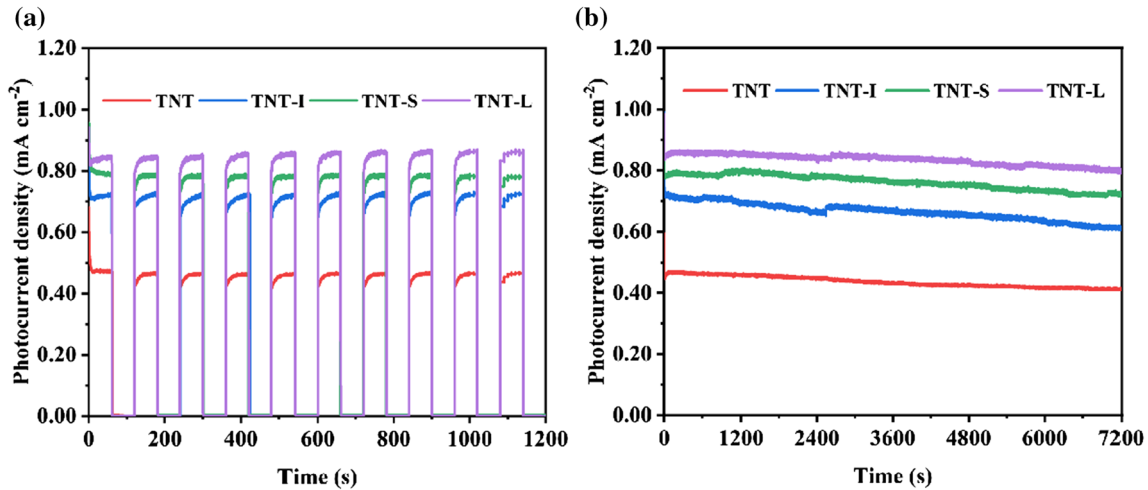 (a)
(b)
Photocurrent density (mA cm-2)
1.20
1.00
0.80
0.60
0.40
0.20
0.00
TNT TNT-I TNT-S TNT-L
0 200 400 600 800 1000 1200
Time (s)
Photocurrent density (mA cm-2)
1.20
1.00
0.80
0.60
0.40
0.20
0.00
TNT TNT-I TNT-S TNT-L
0 1200 2400 3600 4800 6000 7200
Time (s)